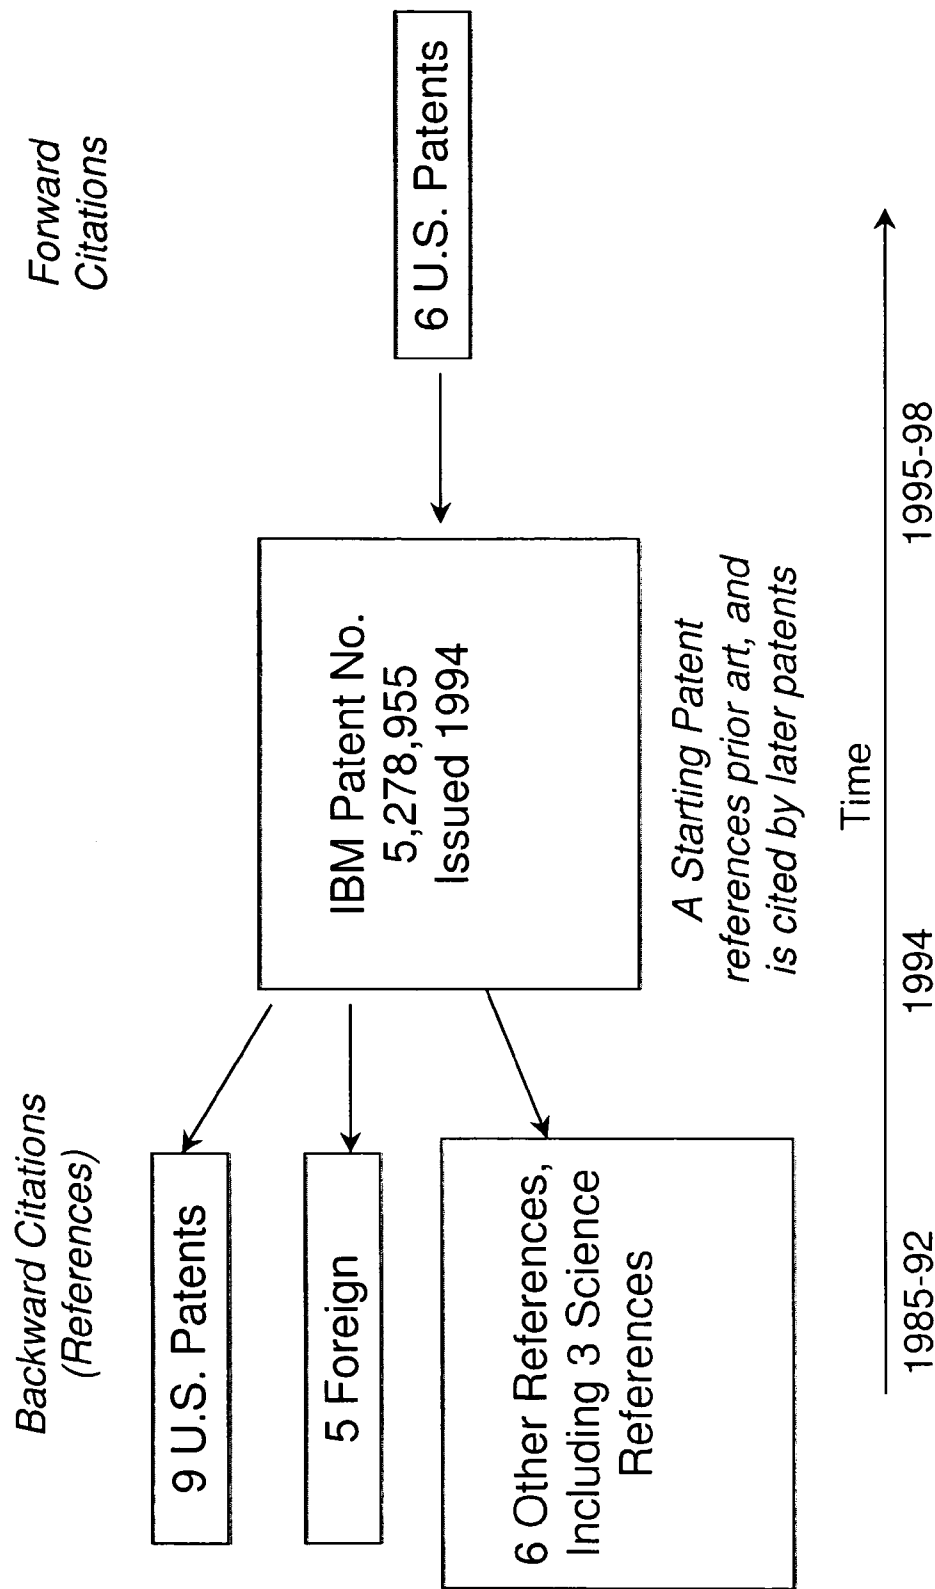 Backward Citations
(References)
Forward
Citations
9 U.S. Patents
5 Foreign
6 Other References,
Including 3 Science
References
IBM Patent No.
5,278,955
Issued 1994
6 U.S. Patents
A Starting Patent
references prior art, and
is cited by later patents
Time
1985-92
1994
1995-98